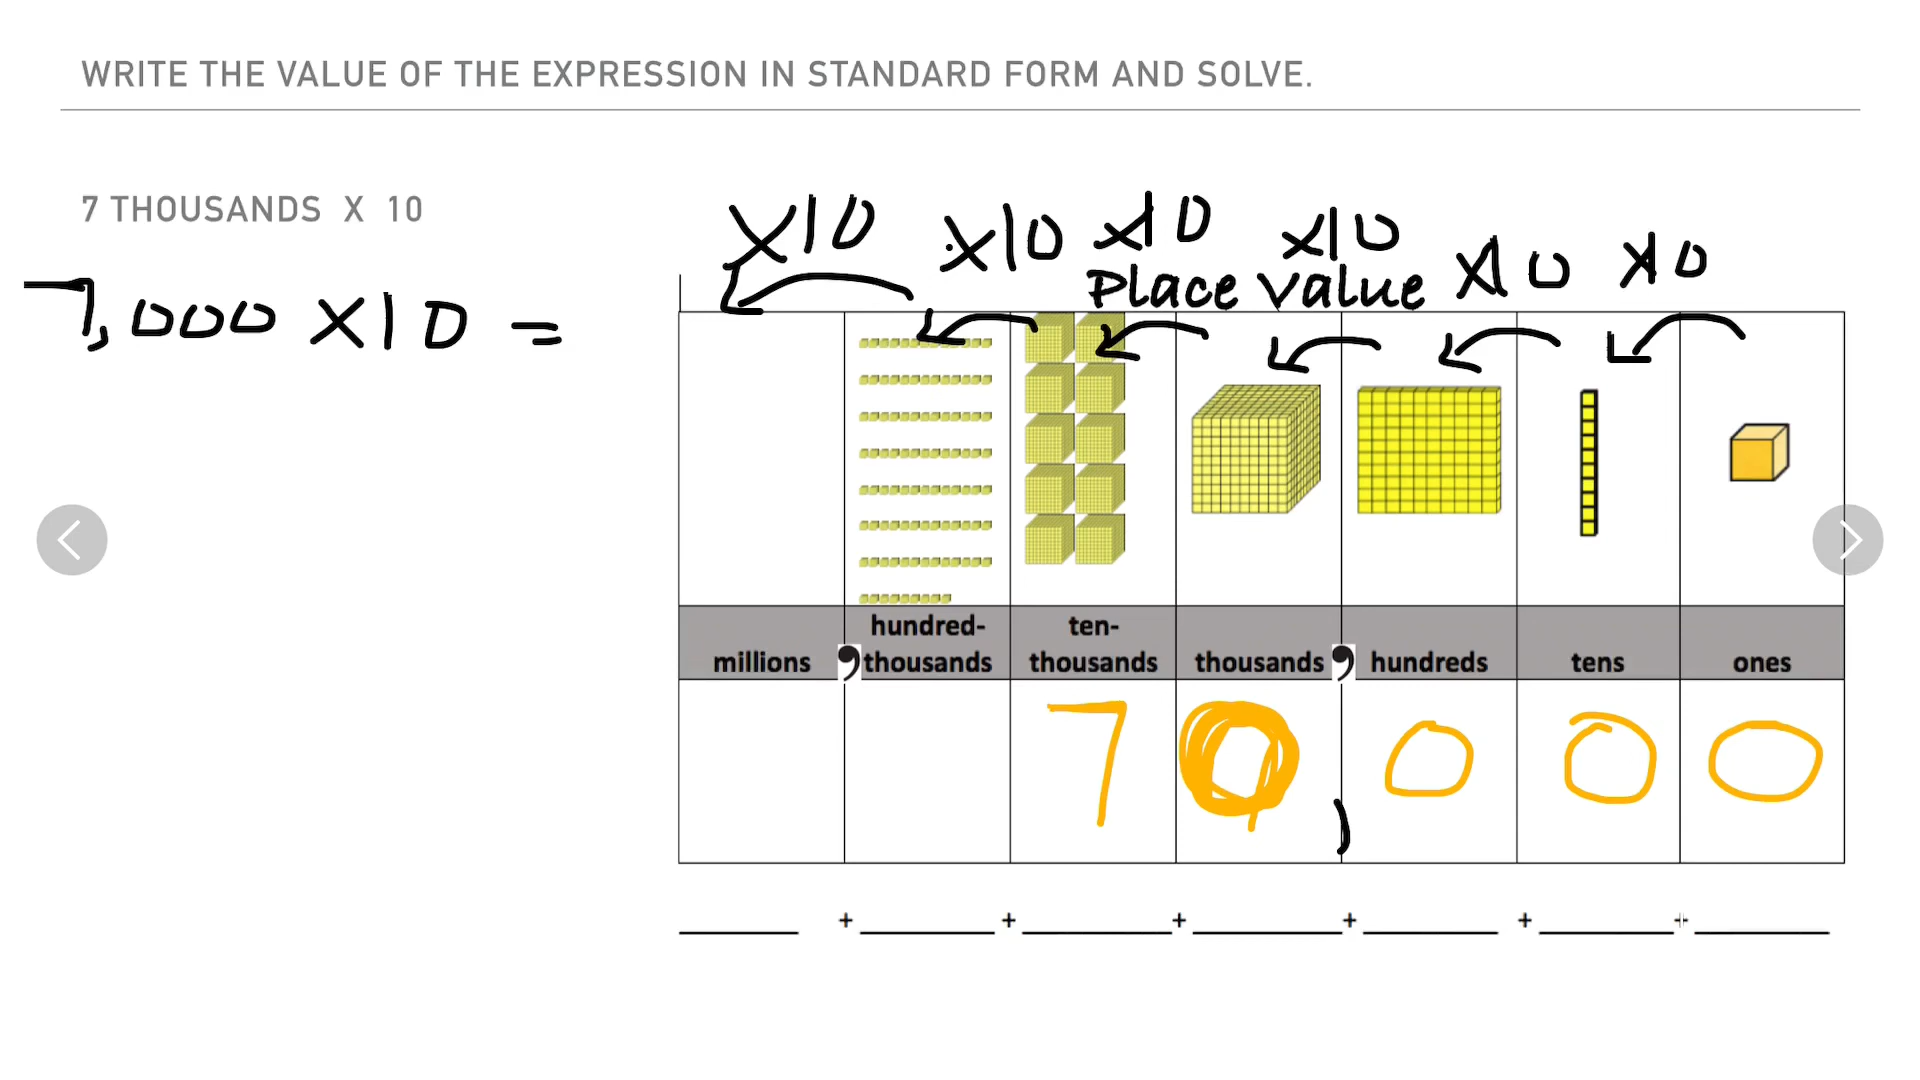 WRITE THE VALUE OF THE EXPRESSION IN STANDARD FORM AND SOLVE.
7 THOUSANDS X 10
7,000 X10 =
X10 X10 X10 X10 X10 X10
Place Value
millions , hundred-thousands ten-thousands thousands , hundreds tens ones
7 0 , 0 0 0
+ + + + + +